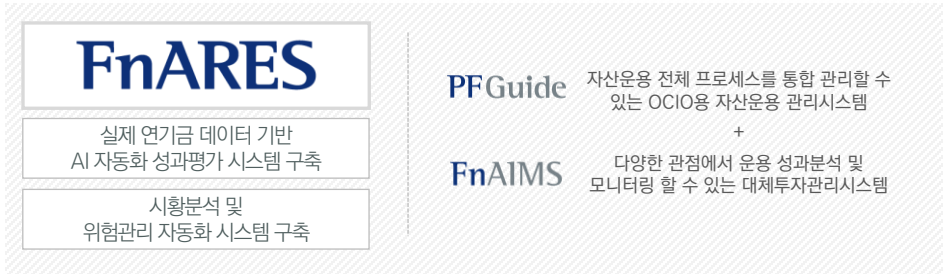 FnARES
실제 연기금 데이터 기반
AI 자동화 성과평가 시스템 구축
시황분석 및
위험관리 자동화 시스템 구축
PFGuide
자산운용 전체 프로세스를 통합 관리할 수
있는 OCIO용 자산운용 관리시스템
+
FnAIMS
다양한 관점에서 운용 성과분석 및
모니터링 할 수 있는 대체투자관리시스템